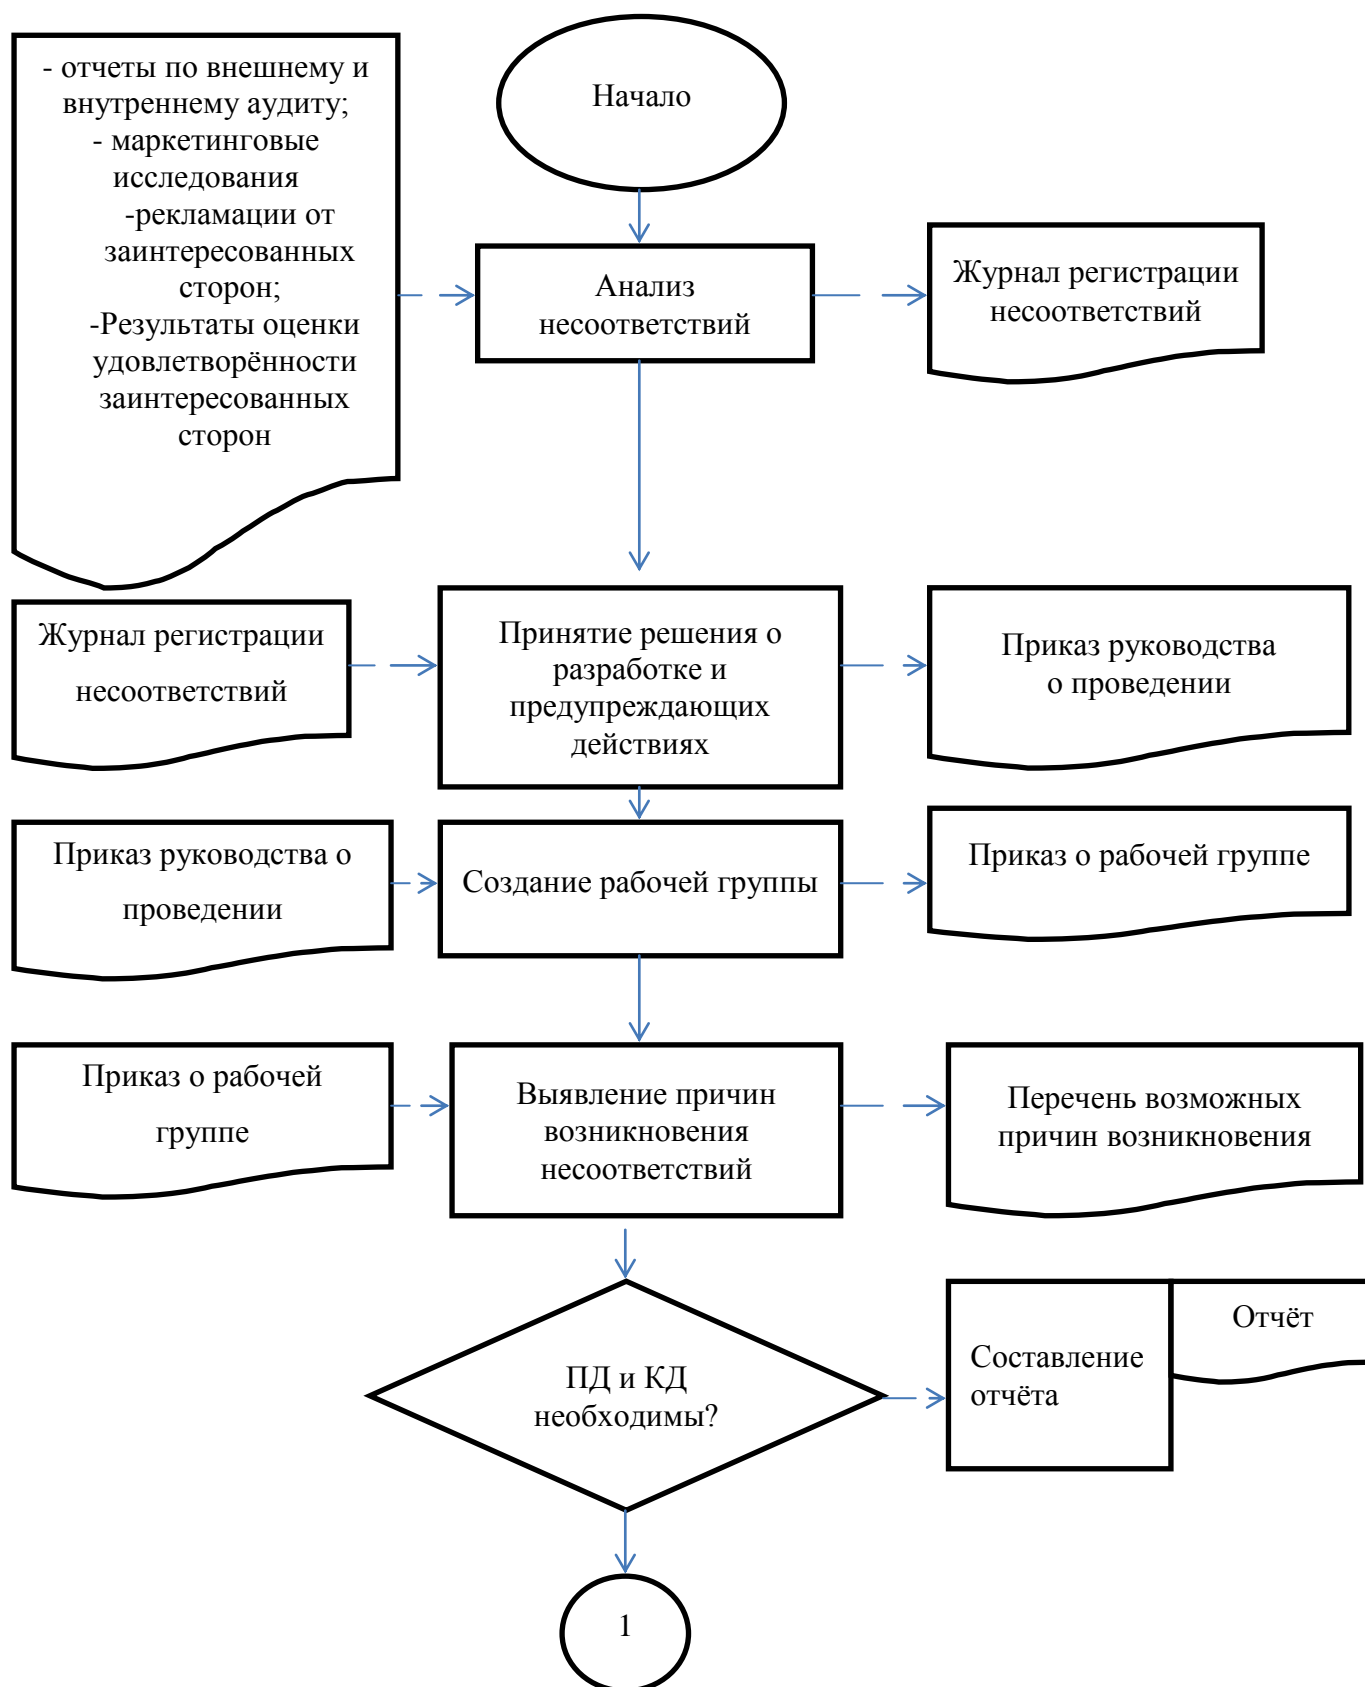 - отчеты по внешнему и
внутреннему аудиту;
- маркетинговые
исследования
-рекламации от
заинтересованных
сторон;
-Результаты оценки
удовлетворённости
заинтересованных
сторон
Начало
Анализ
несоответствий
Журнал регистрации
несоответствий
Журнал регистрации
несоответствий
Принятие решения о
разработке и
предупреждающих
действиях
Приказ руководства
о проведении
Приказ руководства о
проведении
Создание рабочей группы
Приказ о рабочей группе
Приказ о рабочей
группе
Выявление причин
возникновения
несоответствий
Перечень возможных
причин возникновения
ПД и КД
необходимы?
Составление
отчёта
Отчёт
1